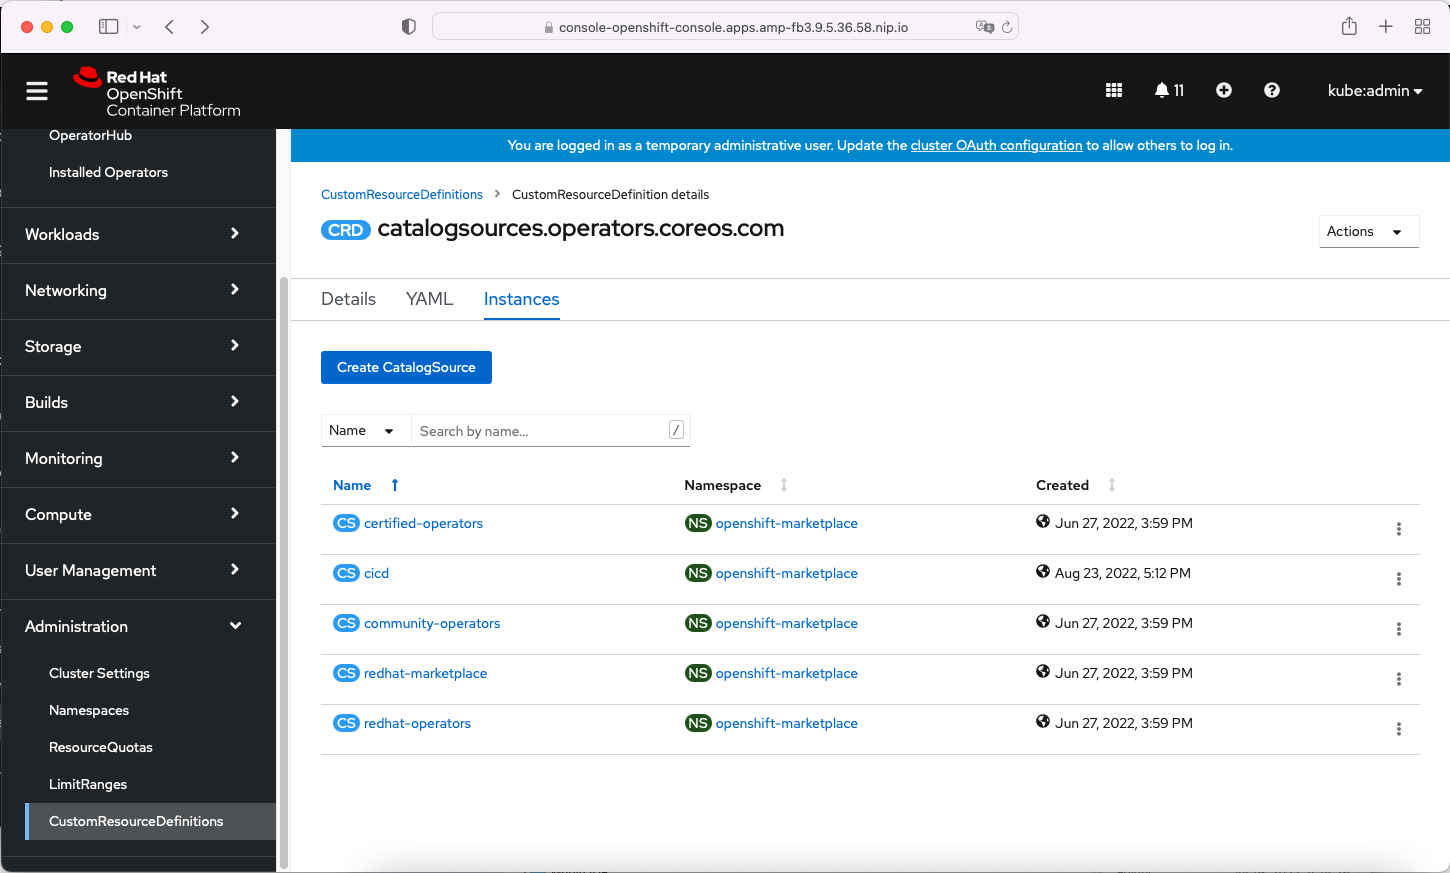 console-openshift-console.apps.amp-fb3.9.5.36.58.nip.io
Red Hat
OpenShift
Container Platform
11
kube:admin
OperatorHub
Installed Operators
Workloads
Networking
Storage
Builds
Monitoring
Compute
User Management
Administration
Cluster Settings
Namespaces
ResourceQuotas
LimitRanges
CustomResourceDefinitions
You are logged in as a temporary administrative user. Update the cluster OAuth configuration to allow others to log in.
CustomResourceDefinitions > CustomResourceDefinition details
CRD catalogsources.operators.coreos.com
Actions
Details YAML Instances
Create CatalogSource
Name Search by name... /
Name Namespace Created
CS certified-operators NS openshift-marketplace Jun 27, 2022, 3:59 PM
CS cicd NS openshift-marketplace Aug 23, 2022, 5:12 PM
CS community-operators NS openshift-marketplace Jun 27, 2022, 3:59 PM
CS redhat-marketplace NS openshift-marketplace Jun 27, 2022, 3:59 PM
CS redhat-operators NS openshift-marketplace Jun 27, 2022, 3:59 PM